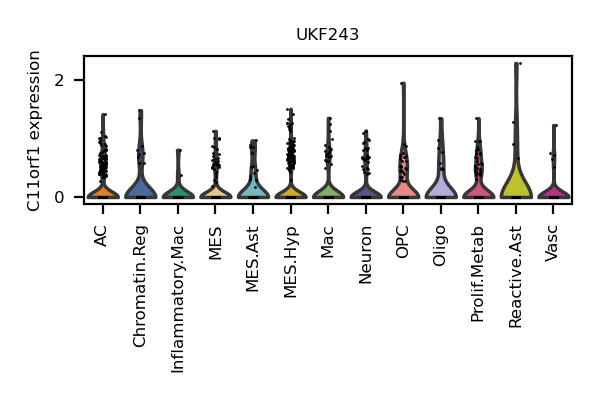 UKF243
C11orf1 expression
2
0
AC
Chromatin.Reg
Inflammatory.Mac
MES
MES.Ast
MES.Hyp
Mac
Neuron
OPC
Oligo
Prolif.Metab
Reactive.Ast
Vasc